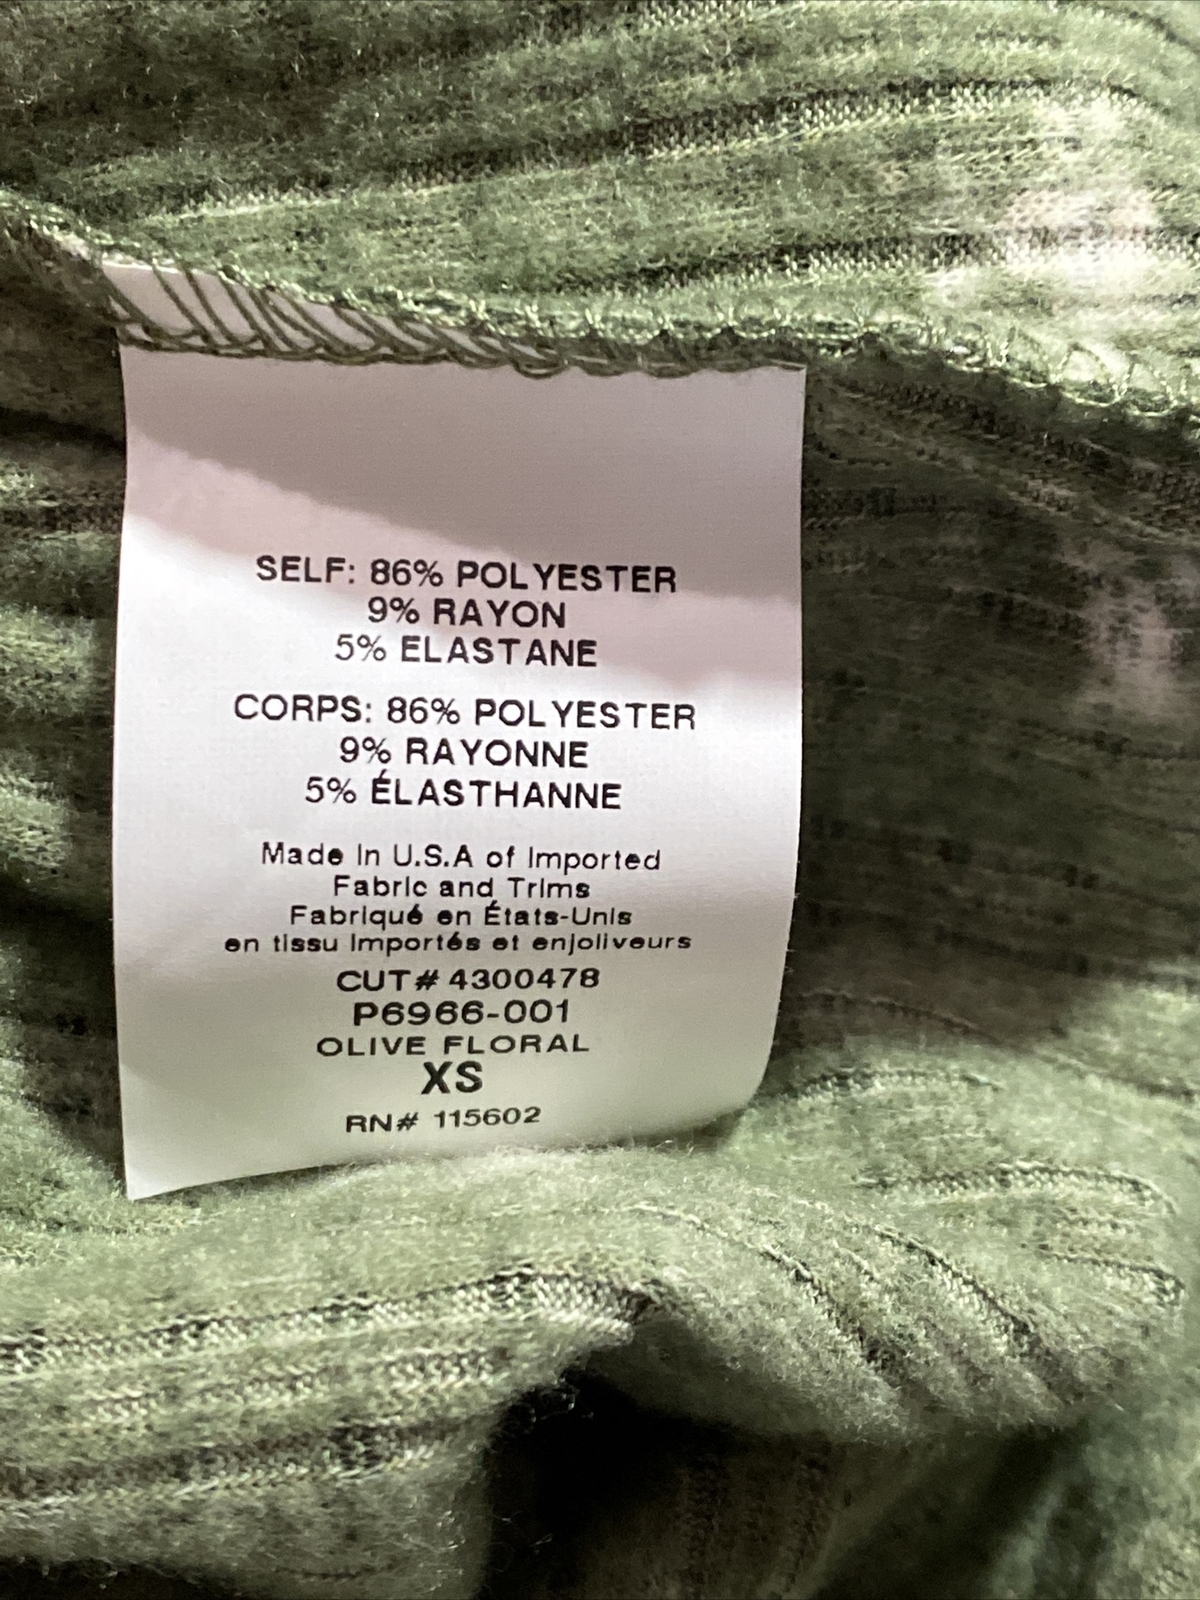 SELF: 86% POLYESTER
9% RAYON
5% ELASTANE
CORPS: 86% POLYESTER
9% RAYONNE
5% ÉLASTHANNE
Made In U.S.A of Imported
Fabric and Trims
Fabriqué en États-Unis
en tissu Importés et enjoliveurs
CUT# 4300478
P6966-001
OLIVE FLORAL
XS
RN# 115602